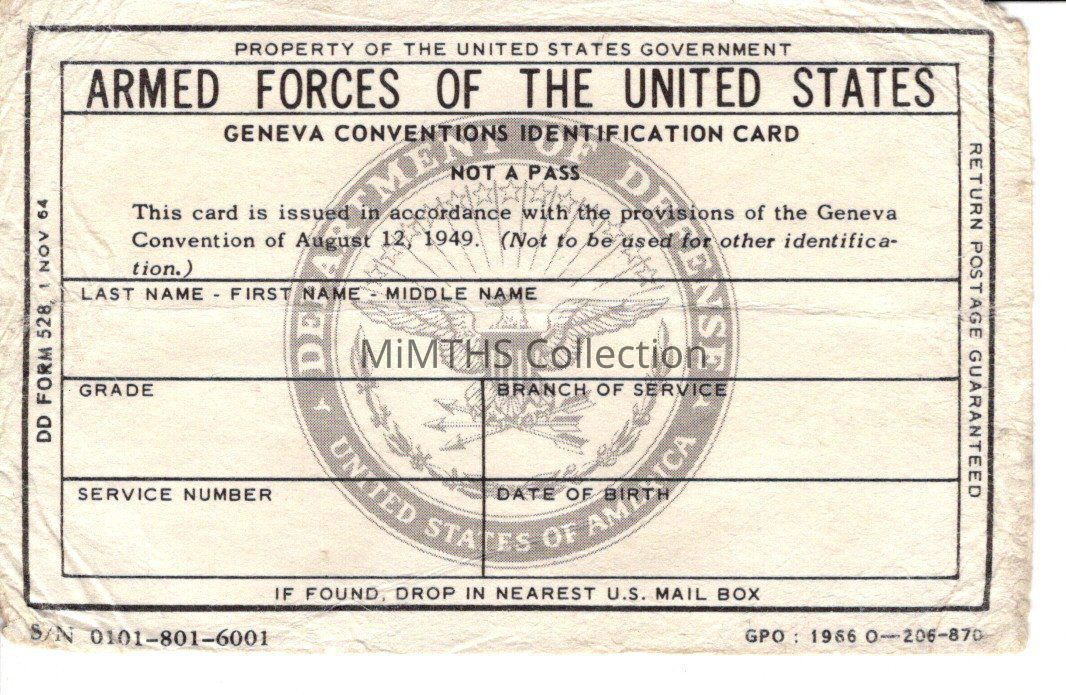 PROPERTY OF THE UNITED STATES GOVERNMENT
ARMED FORCES OF THE UNITED STATES
GENEVA CONVENTIONS IDENTIFICATION CARD
NOT A PASS
This card is issued in accordance with the provisions of the Geneva
Convention of August 12, 1949. (Not to be used for other identifica-
tion.)
LAST NAME - FIRST NAME - MIDDLE NAME
GRADE
BRANCH OF SERVICE
SERVICE NUMBER
DATE OF BIRTH
IF FOUND, DROP IN NEAREST U.S. MAIL BOX
DD FORM 528, 1 NOV 64
RETURN POSTAGE GUARANTEED
DEPARTMENT OF DEFENSE
UNITED STATES OF AMERICA
MiMTHS Collection
S/N 0101-801-6001
GPO : 1966 O—206-870